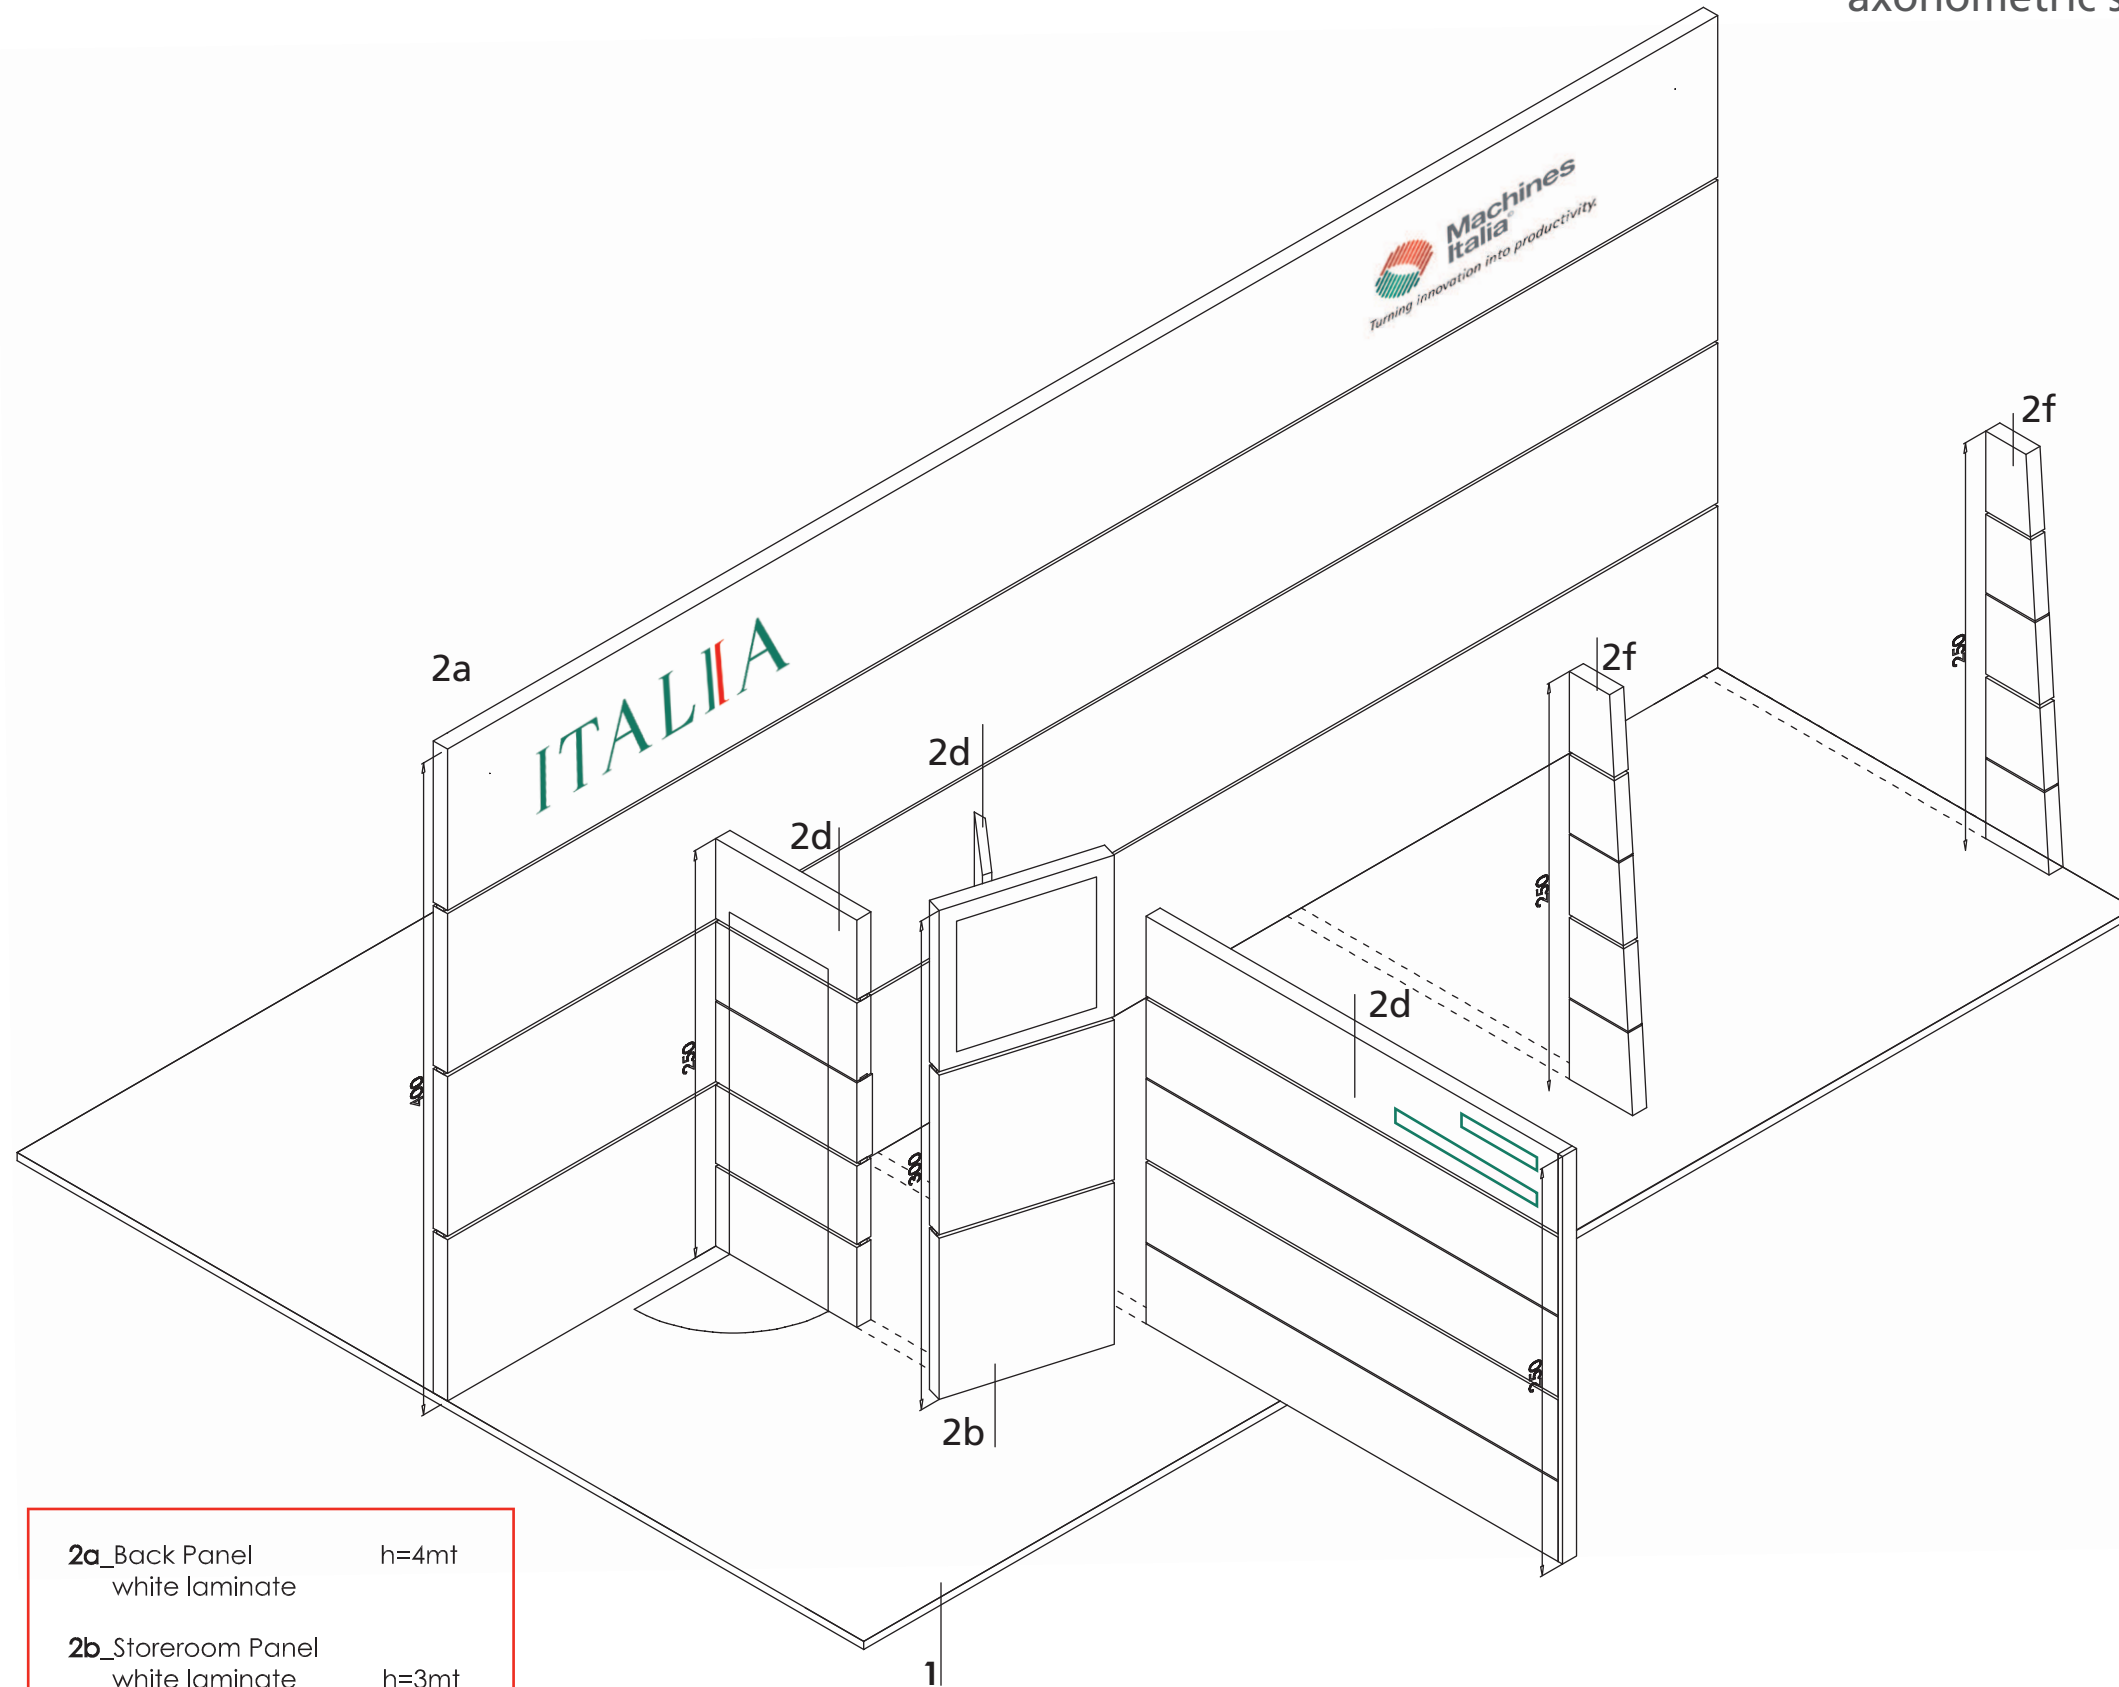 axonometric s
Machines
Italia©
Turning innovation into productivity.
2f
2f
250
2a
ITALIA
2d
2d
250
2d
250
400
300
250
2b
1
2a_Back Panel h=4mt
white laminate
2b_Storeroom Panel
white laminate h=3mt